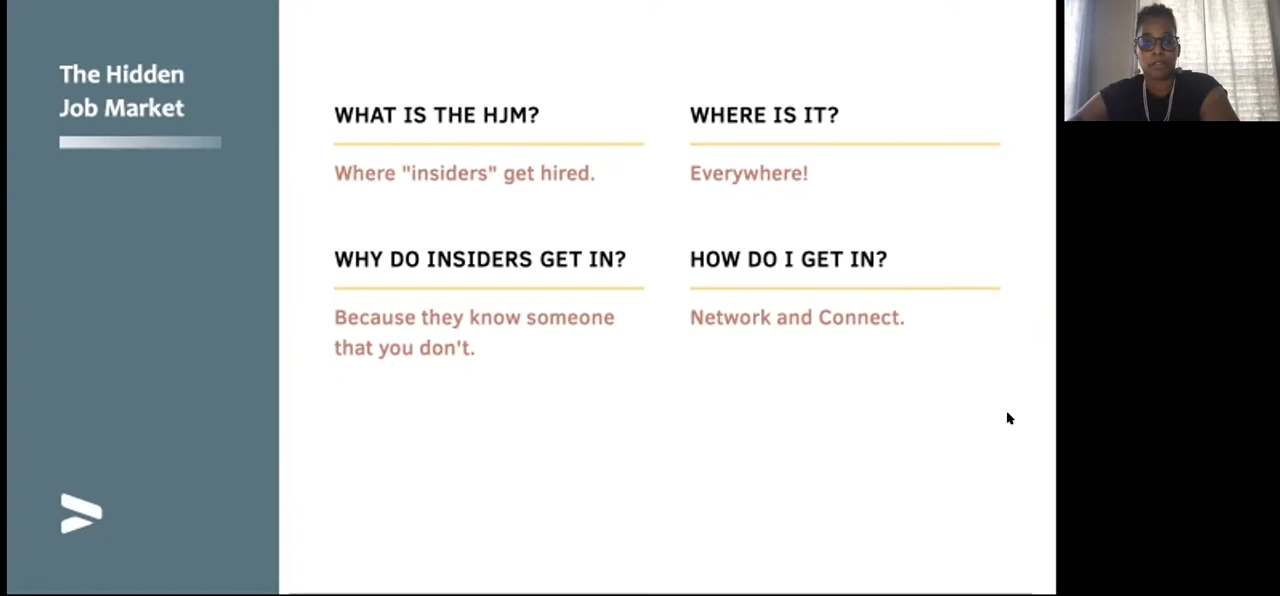 The Hidden
Job Market
WHAT IS THE HJM?
Where "insiders" get hired.
WHERE IS IT?
Everywhere!
WHY DO INSIDERS GET IN?
Because they know someone
that you don't.
HOW DO I GET IN?
Network and Connect.